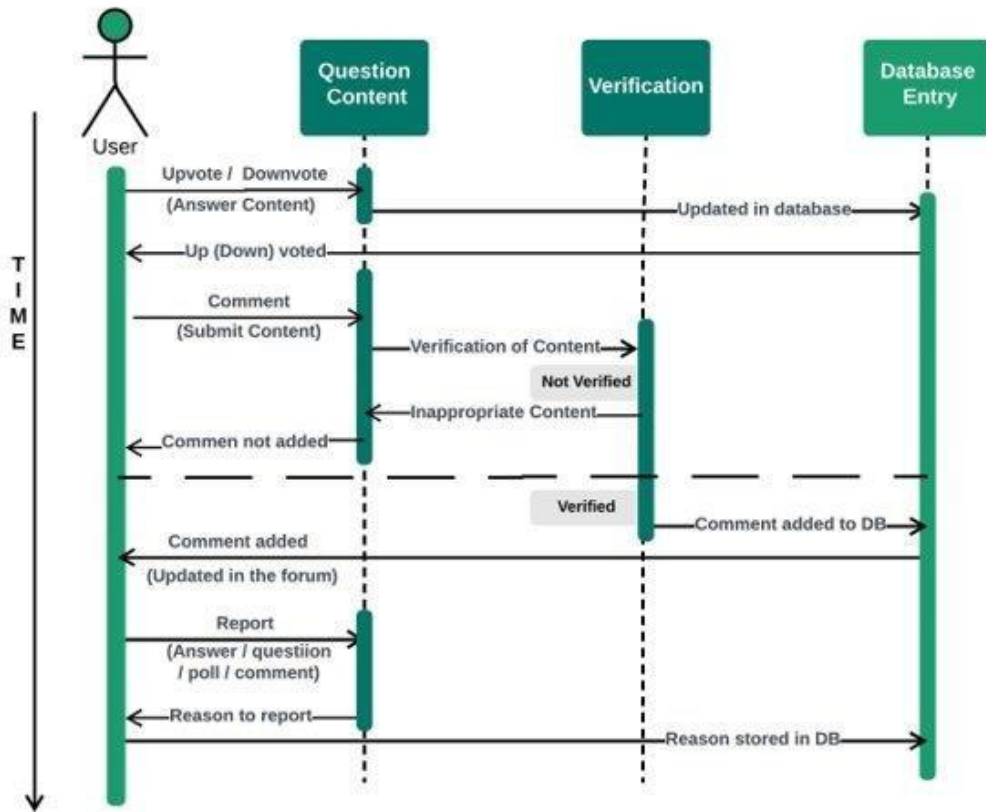 Question
Content
Verification
Database
Entry
User
Upvote / Downvote
(Answer Content)
Updated in database
Up (Down) voted
TIME
Comment
(Submit Content)
Verification of Content
Not Verified
Inappropriate Content
Commen not added
Verified
Comment added to DB
Comment added
(Updated in the forum)
Report
(Answer / questiion
/ poll / comment)
Reason to report
Reason stored in DB